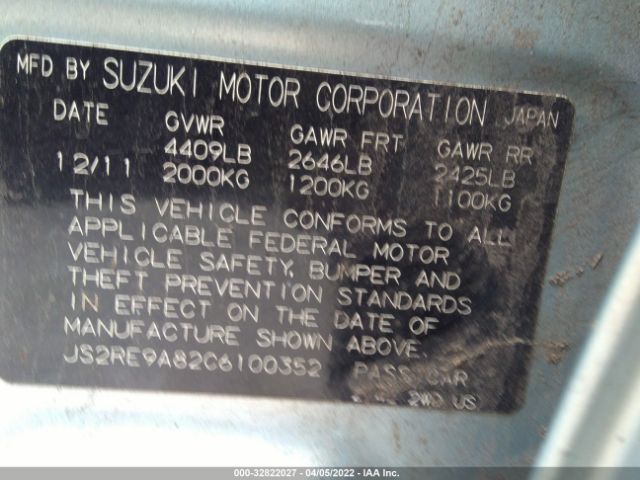 MFD BY SUZUKI MOTOR CORPORATION JAPAN
DATE GVWR GAWR FRT GAWR RR
12/11 4409LB 2646LB 2425LB
2000KG 1200KG 1100KG
THIS VEHICLE CONFORMS TO ALL
APPLICABLE FEDERAL MOTOR
VEHICLE SAFETY, BUMPER AND
THEFT PREVENTION STANDARDS
IN EFFECT ON THE DATE OF
MANUFACTURE SHOWN ABOVE.
JS2RE9A82C6100352 PASS CAR
2WD US
000-32822027 - 04/05/2022 - IAA Inc.